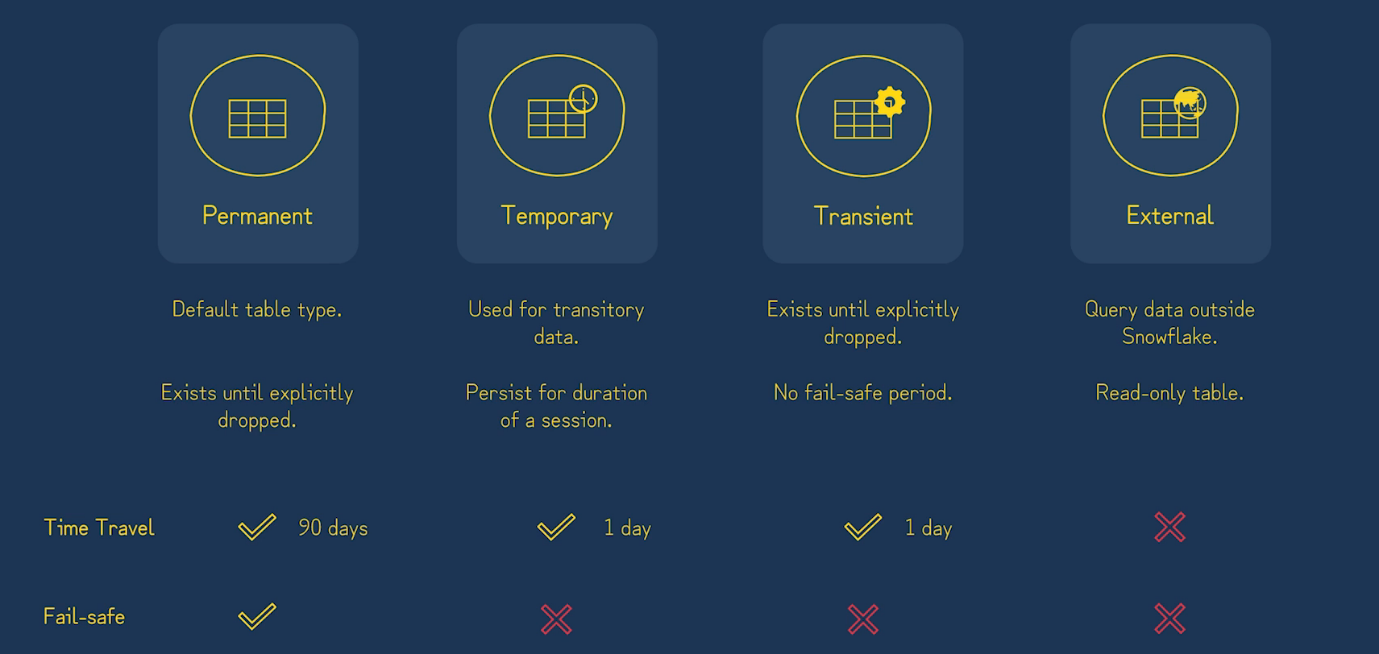 Permanent
Temporary
Transient
External
Default table type.
Used for transitory
data.
Exists until explicitly
dropped.
Query data outside
Snowflake.
Exists until explicitly
dropped.
Persist for duration
of a session.
No fail-safe period.
Read-only table.
Time Travel
90 days
1 day
1 day
Fail-safe